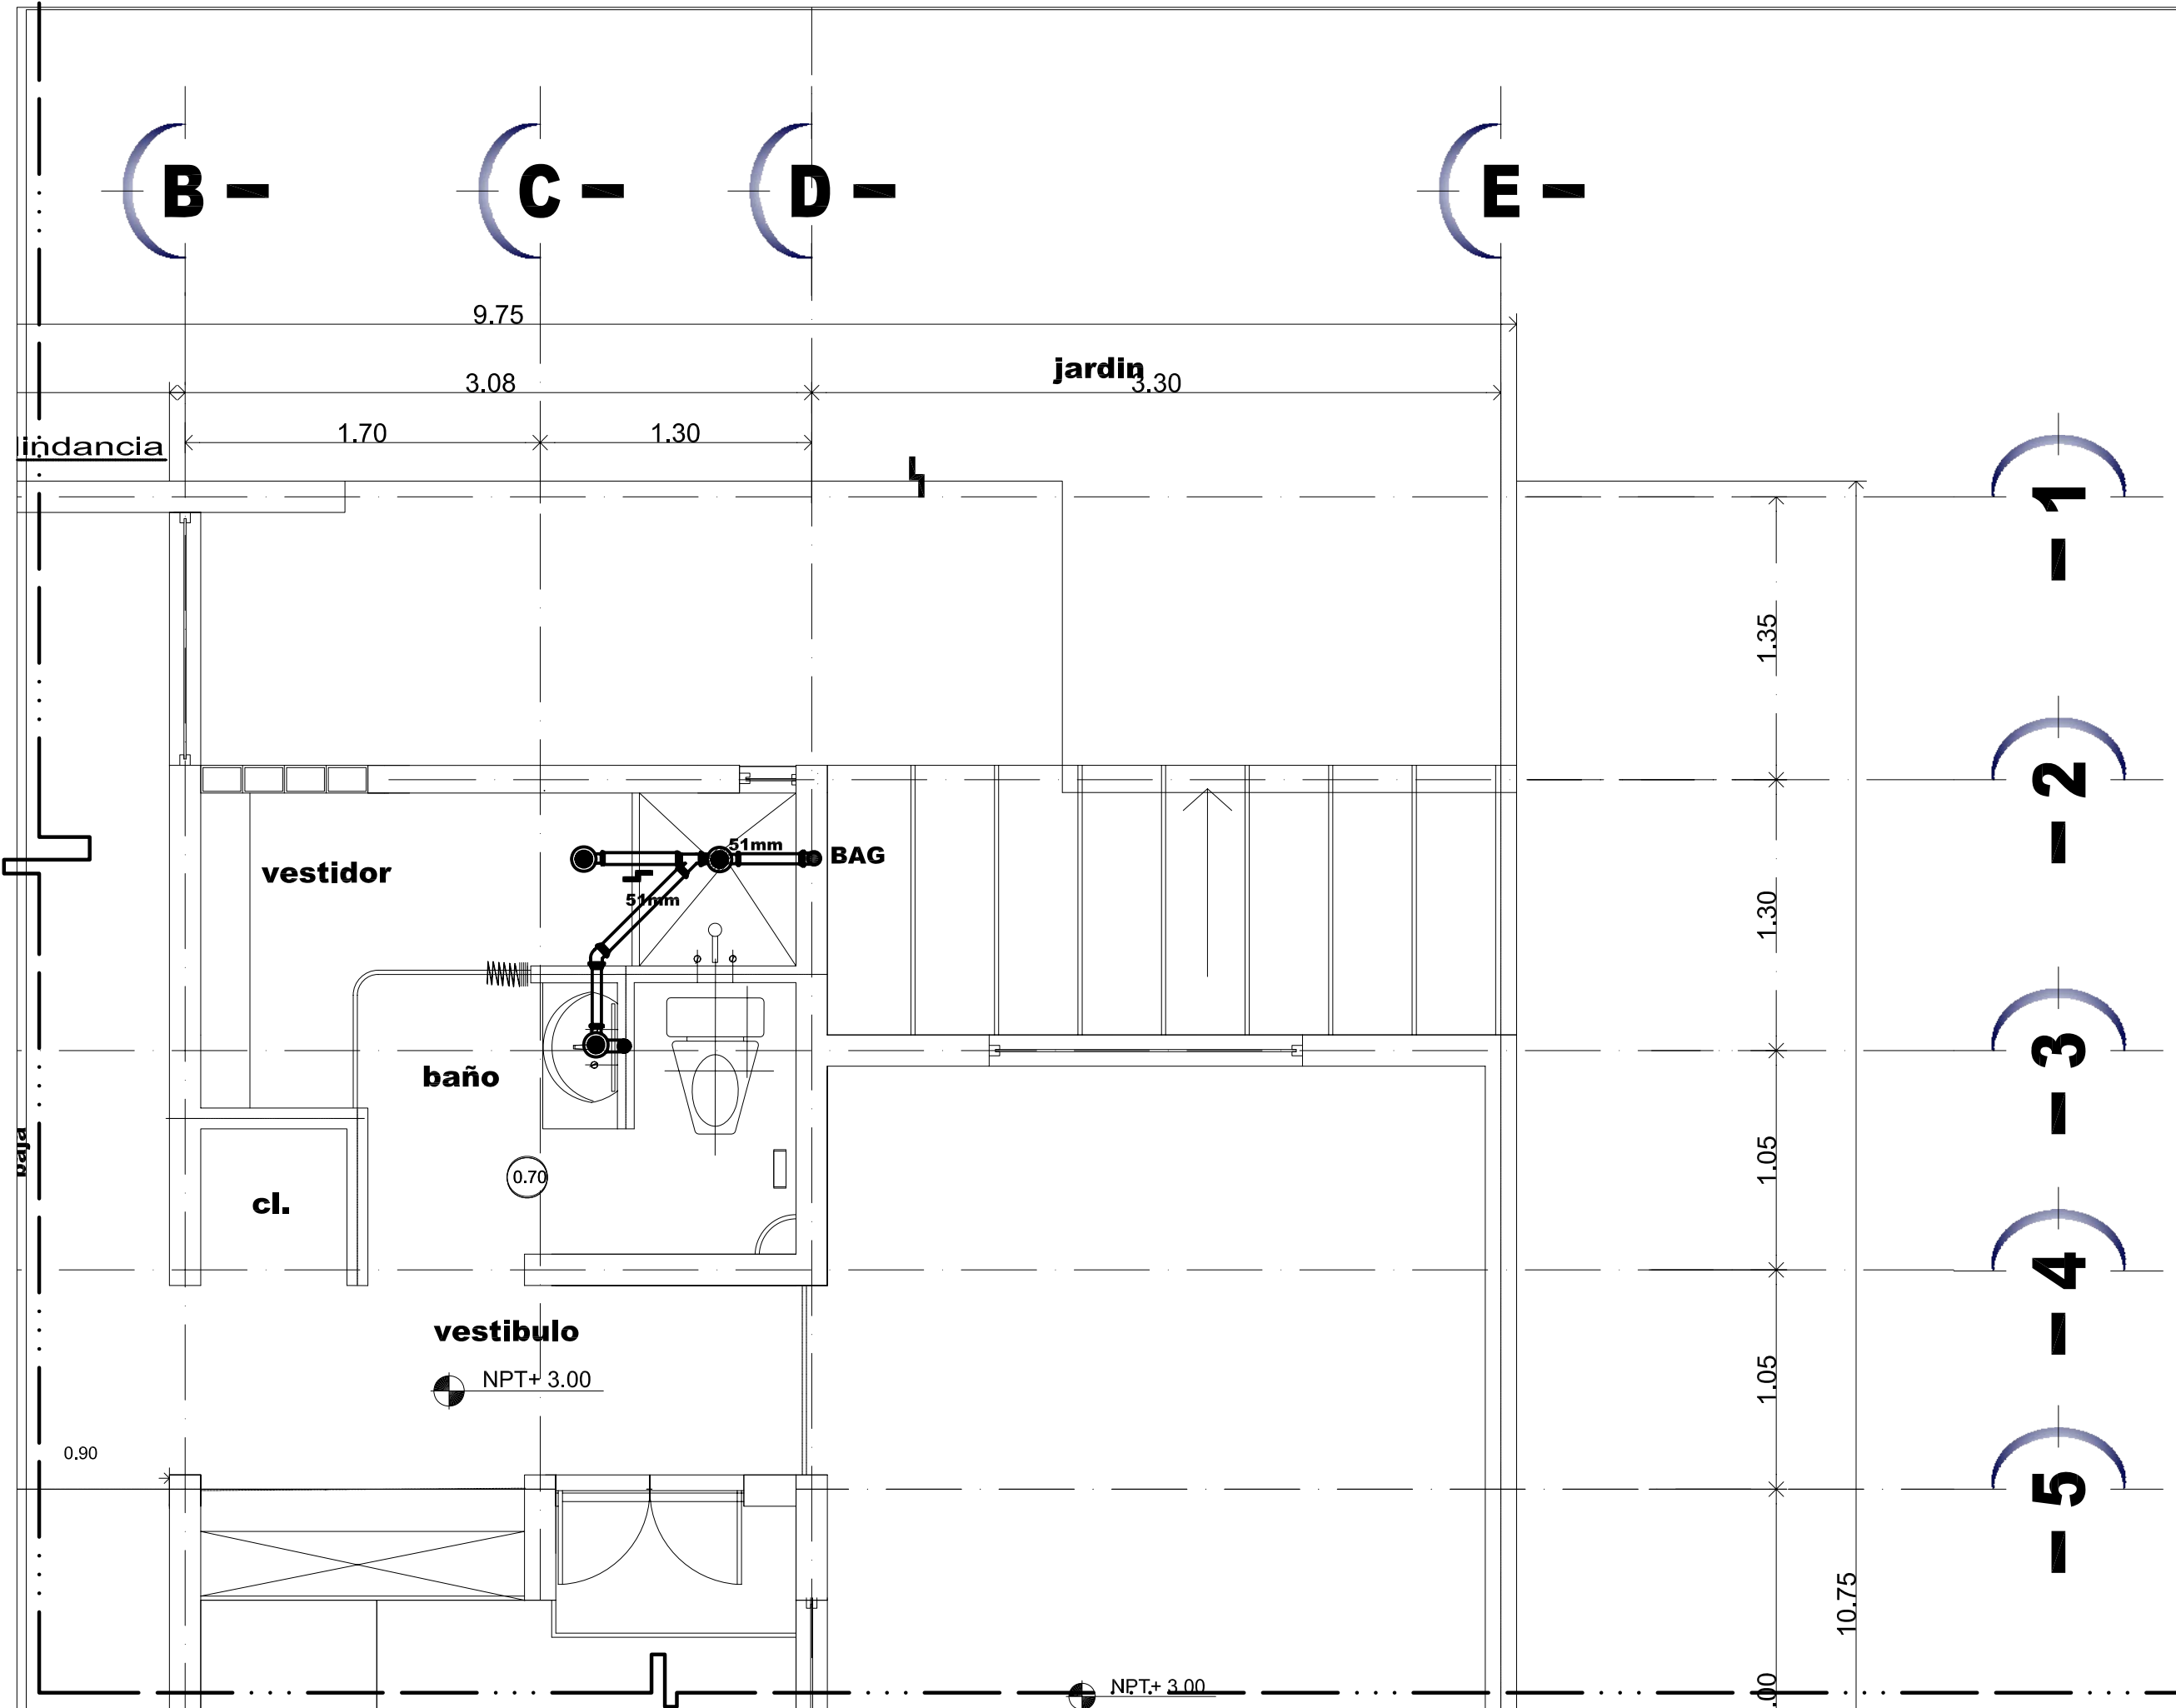 B -
C -
D -
E -
9.75
jardin
3.08
3.30
1.70
1.30
lindancia
- 1
1.35
- 2
51mm
BAG
vestidor
51mm
1.30
- 3
baño
baja
1.05
0.70
cl.
- 4
vestibulo
NPT+ 3.00
1.05
0.90
- 5
10.75
NPT+ 3.00
.00